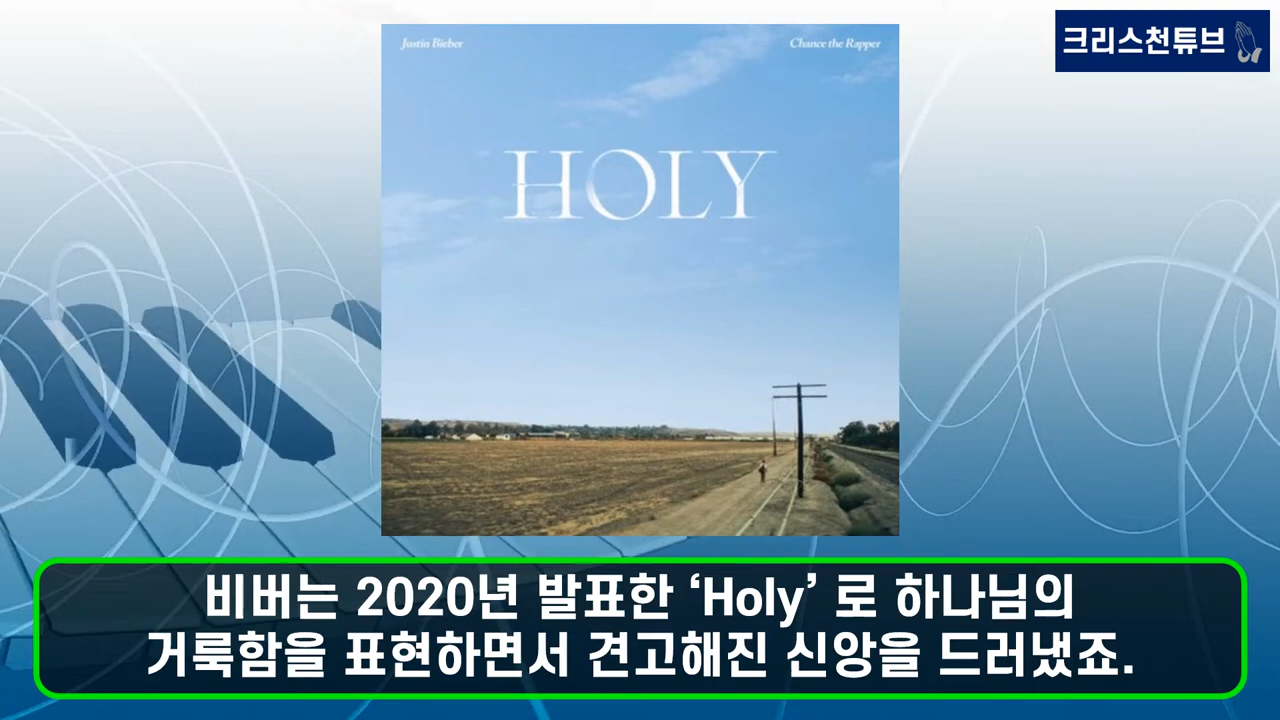 크리스천튜브
Justin Bieber
Chance the Rapper
HOLY
비버는 2020년 발표한 ‘Holy’ 로 하나님의
거룩함을 표현하면서 견고해진 신앙을 드러냈죠.